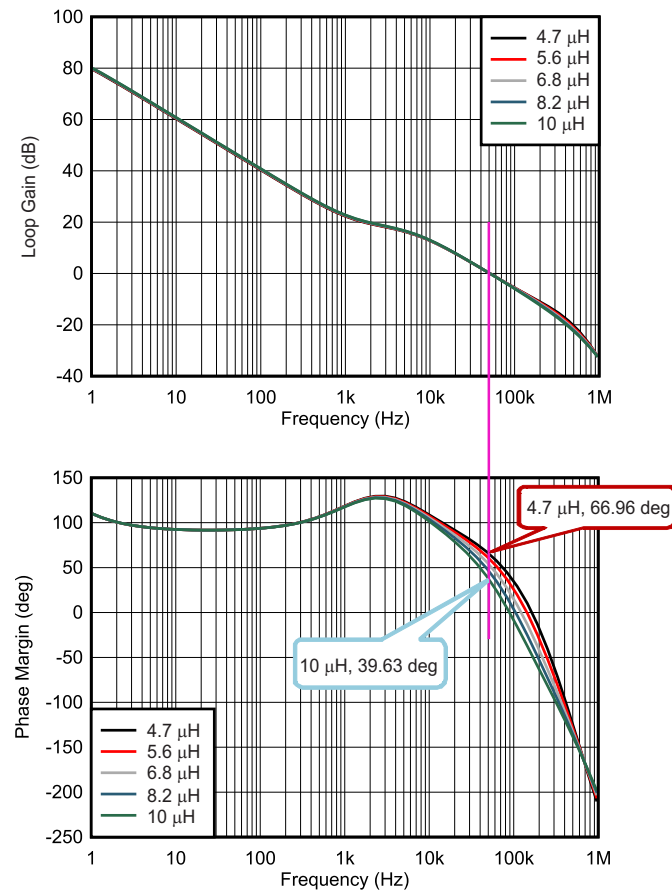 100
80
60
40
20
0
-20
-40
Loop Gain (dB)
4.7 μH
5.6 μH
6.8 μH
8.2 μH
10 μH
1 10 100 1k 10k 100k 1M
Frequency (Hz)
150
100
50
0
-50
-100
-150
-200
-250
Phase Margin (deg)
4.7 μH, 66.96 deg
10 μH, 39.63 deg
4.7 μH
5.6 μH
6.8 μH
8.2 μH
10 μH
1 10 100 1k 10k 100k 1M
Frequency (Hz)